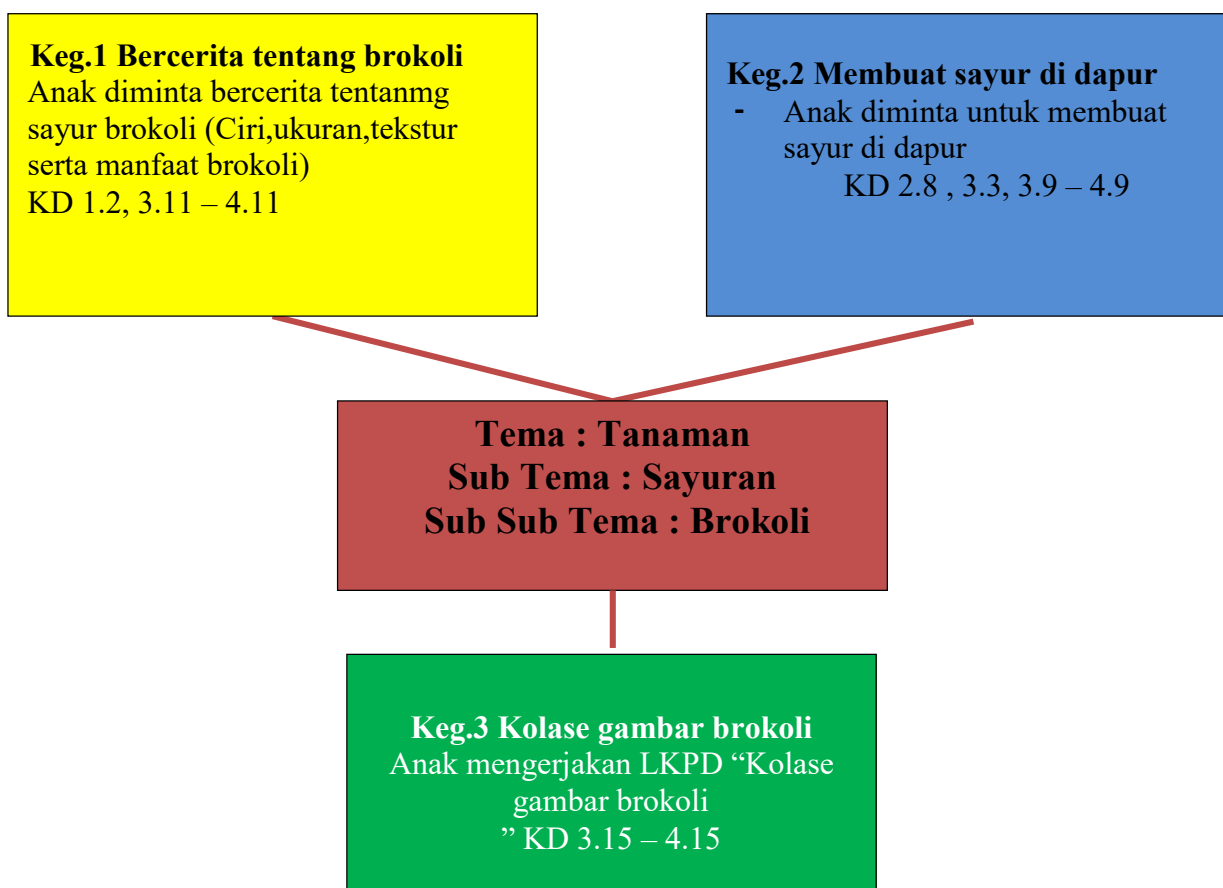 Keg.1 Bercerita tentang brokoli
Anak diminta bercerita tentanmg
sayur brokoli (Ciri,ukuran,tekstur
serta manfaat brokoli)
KD 1.2, 3.11 – 4.11
Keg.2 Membuat sayur di dapur
- Anak diminta untuk membuat
sayur di dapur
KD 2.8 , 3.3, 3.9 – 4.9
Tema : Tanaman
Sub Tema : Sayuran
Sub Sub Tema : Brokoli
Keg.3 Kolase gambar brokoli
Anak mengerjakan LKPD “Kolase
gambar brokoli
” KD 3.15 – 4.15